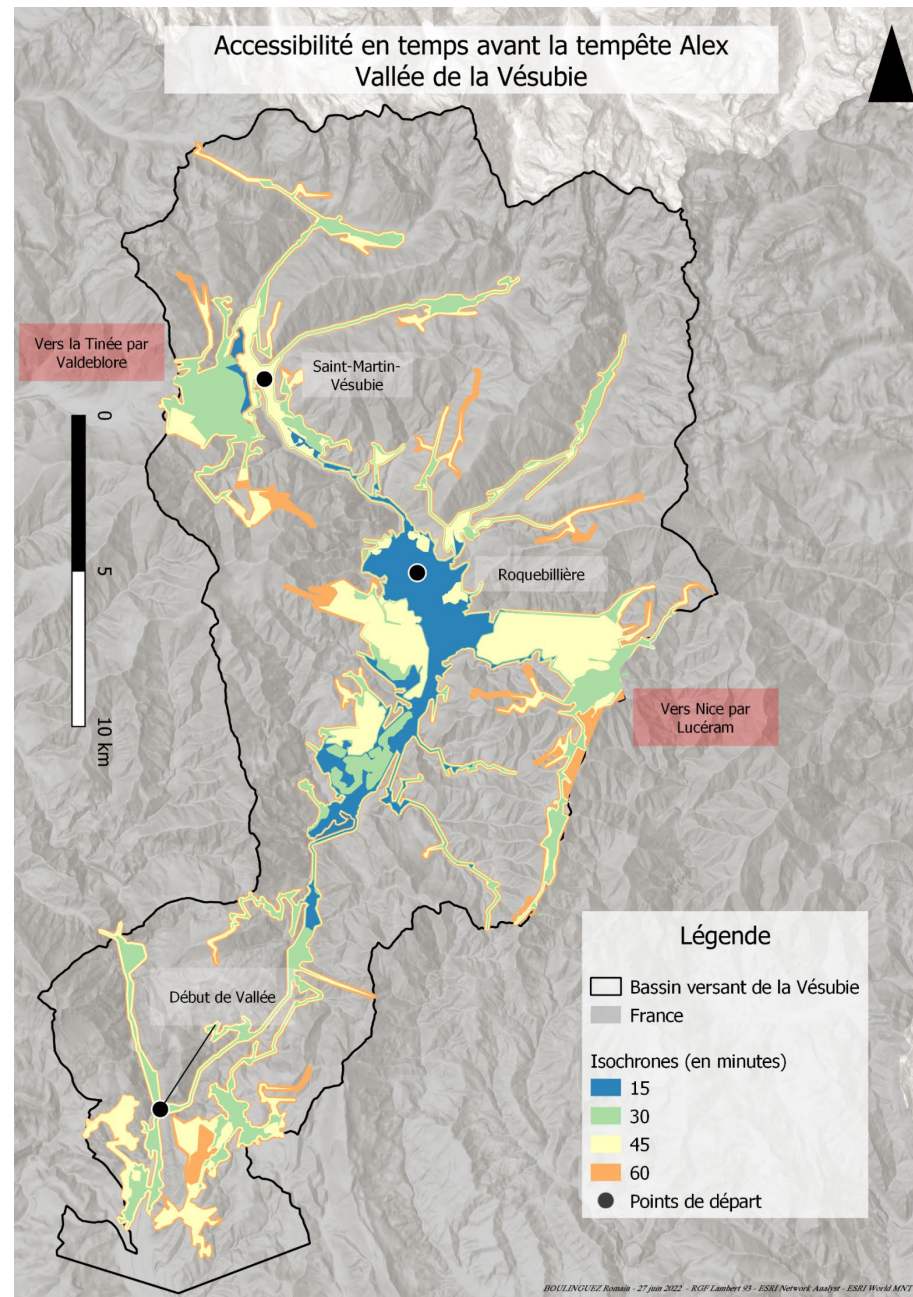 Accessibilité en temps avant la tempête Alex
Vallée de la Vésubie
Vers la Tinée par
Valdeblore
Saint-Martin-
Vésubie
0
5
10 km
Roquebillière
Vers Nice par
Lucéram
Début de Vallée
Légende
Bassin versant de la Vésubie
France
Isochrones (en minutes)
15
30
45
60
Points de départ
BOULINGUEZ Romain - 27 juin 2022 - RGF Lambert 93 - ESRI Network Analyst - ESRI World MNT